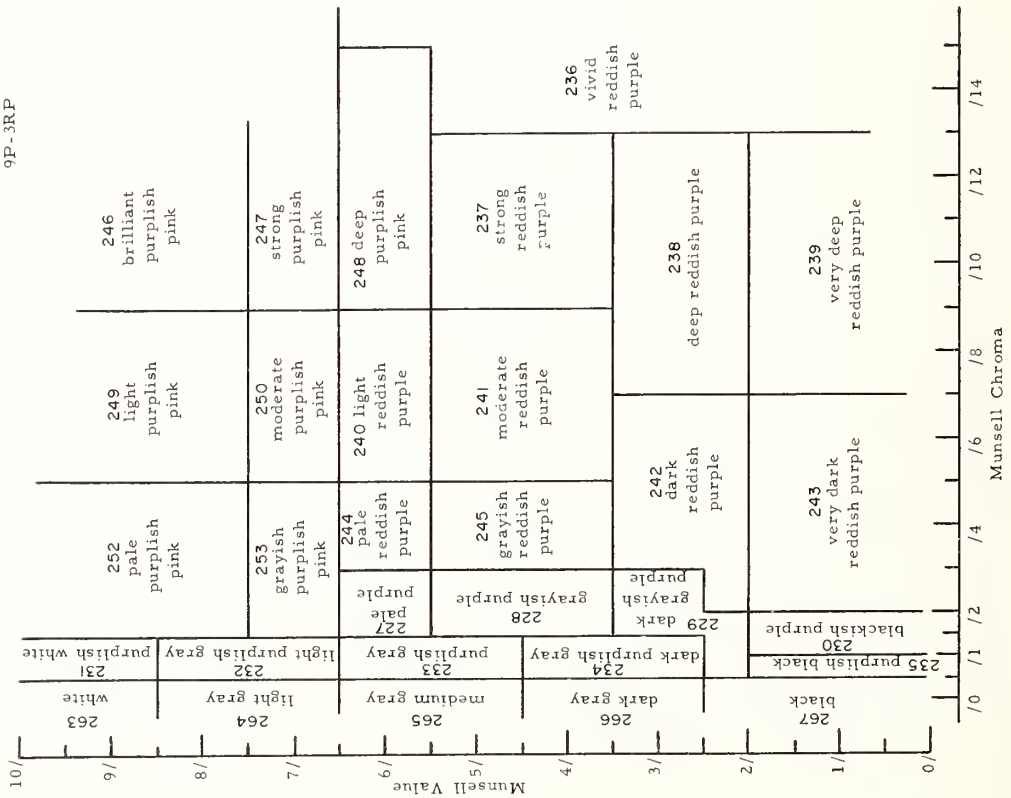 9P-3RP
246
brilliant
purplish
pink
247
strong
purplish
pink
248 deep
purplish
pink
237
strong
reddish
purple
236
vivid
reddish
purple
238
deep reddish purple
239
very deep
reddish purple
249
light
purplish
pink
250
moderate
purplish
pink
240 light
reddish
purple
241
moderate
reddish
purple
242
dark
reddish
purple
243
very dark
reddish purple
252
pale
purplish
pink
253
grayish
purplish
pink
244
pale
reddish
purple
245
grayish
reddish
purple
227
pale
purple
228
grayish purple
229
dark
grayish
purple
230
blackish purple
235 purplish black
231
purplish white
232
light purplish gray
233
purplish gray
234
dark purplish gray
263
white
264
light gray
265
medium gray
266
dark gray
267
black
10/
9/
8/
7/
6/
5/
4/
3/
2/
1/
0/
Munsell Value
/0
/1
/2
/4
/6
/8
/10
/12
/14
Munsell Chroma